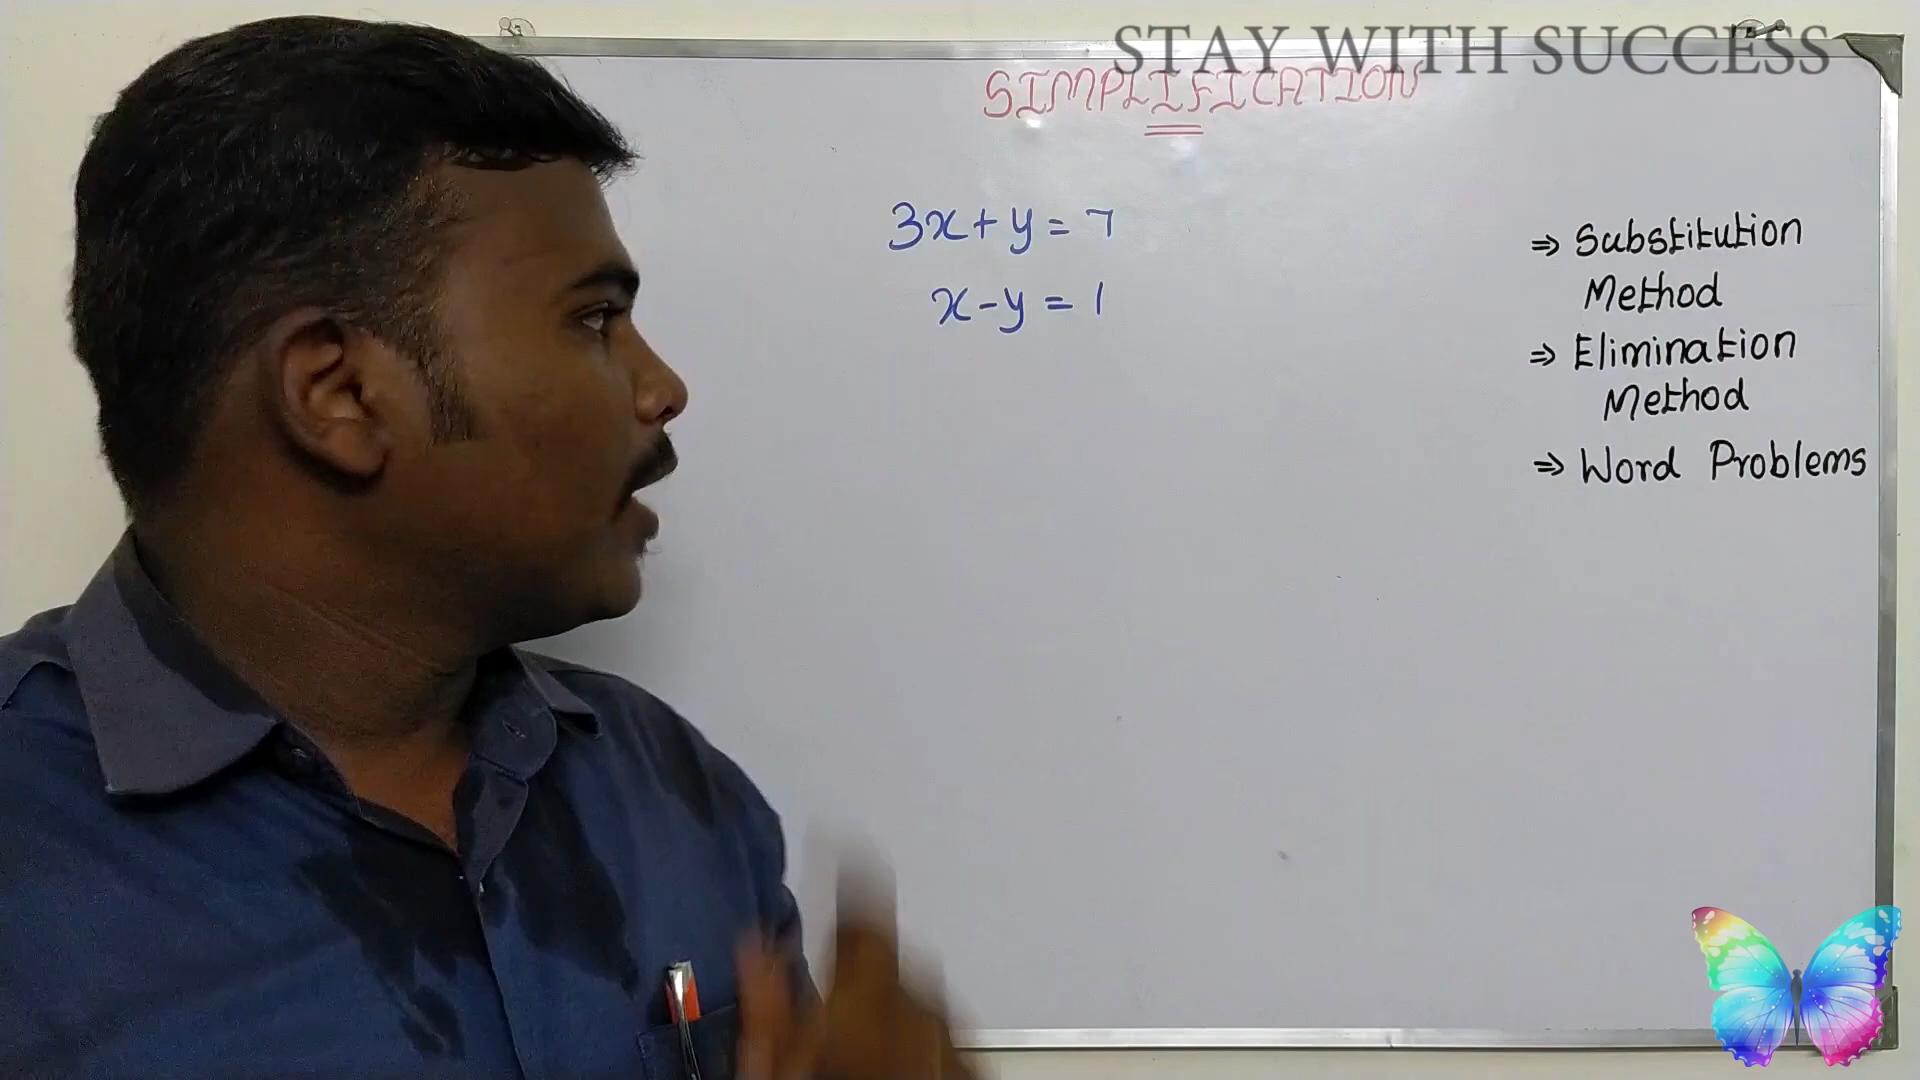 STAY WITH SUCCESS
SIMPLIFICATION
3x + y = 7
x - y = 1
⇒ Substitution
Method
⇒ Elimination
Method
⇒ Word Problems